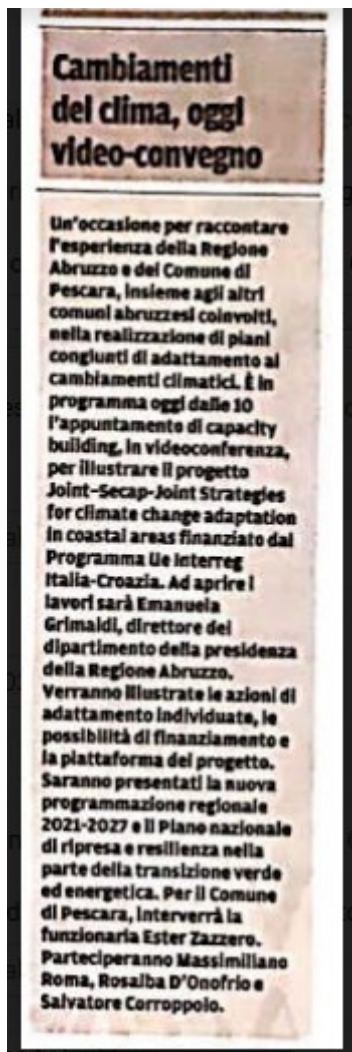 Cambiamenti
del clima, oggi
video-convegno
Un'occasione per raccontare
l'esperienza della Regione
Abruzzo e del Comune di
Pescara, insieme agli altri
comuni abruzzesi coinvolti,
nella realizzazione di piani
congiunti di adattamento ai
cambiamenti climatici. È in
programma oggi dalle 10
l'appuntamento di capacity
building, in videoconferenza,
per illustrare il progetto
Joint-Secap-Joint Strategies
for climate change adaptation
in coastal areas finanziato dal
Programma Ue Interreg
Italia-Croazia. Ad aprire i
lavori sarà Emanuela
Grimaldi, direttore del
dipartimento della presidenza
della Regione Abruzzo.
Verranno illustrate le azioni di
adattamento individuate, le
possibilità di finanziamento e
la piattaforma del progetto.
Saranno presentati la nuova
programmazione regionale
2021-2027 e il Piano nazionale
di ripresa e resilienza nella
parte della transizione verde
ed energetica. Per il Comune
di Pescara, interverrà la
funzionaria Ester Zazzero.
Parteciperanno Massimiliano
Roma, Rosalba D'Onofrio e
Salvatore Corroppolo.